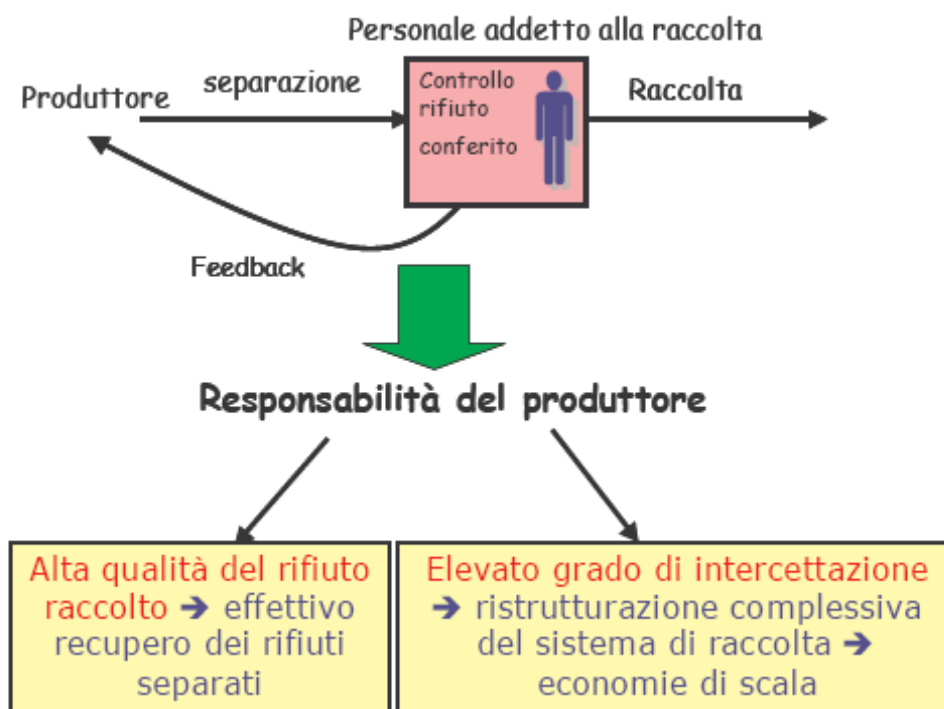 Personale addetto alla raccolta
Produttore
separazione
Controllo
rifiuto
conferito
Raccolta
Feedback
Responsabilità del produttore
Alta qualità del rifiuto
raccolto ➔ effettivo
recupero dei rifiuti
separati
Elevato grado di intercettazione
➔ ristrutturazione complessiva
del sistema di raccolta ➔
economie di scala